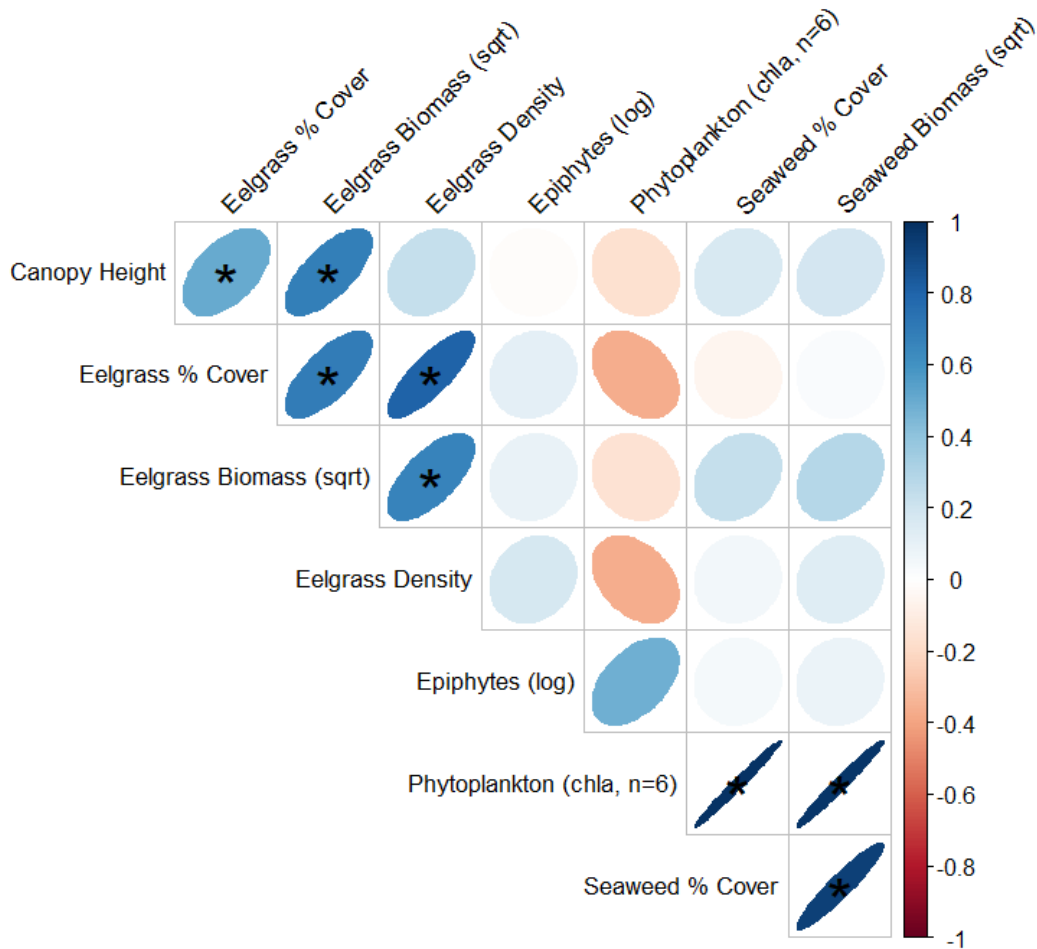 Eelgrass % Cover
Eelgrass Biomass (sqrt)
Eelgrass Density
Epiphytes (log)
Phytoplankton (chla, n=6)
Seaweed % Cover
Seaweed Biomass (sqrt)
Canopy Height
* *
Eelgrass % Cover
* *
Eelgrass Biomass (sqrt)
*
Eelgrass Density
Epiphytes (log)
Phytoplankton (chla, n=6)
* *
Seaweed % Cover
*
1
0.8
0.6
0.4
0.2
0
-0.2
-0.4
-0.6
-0.8
-1